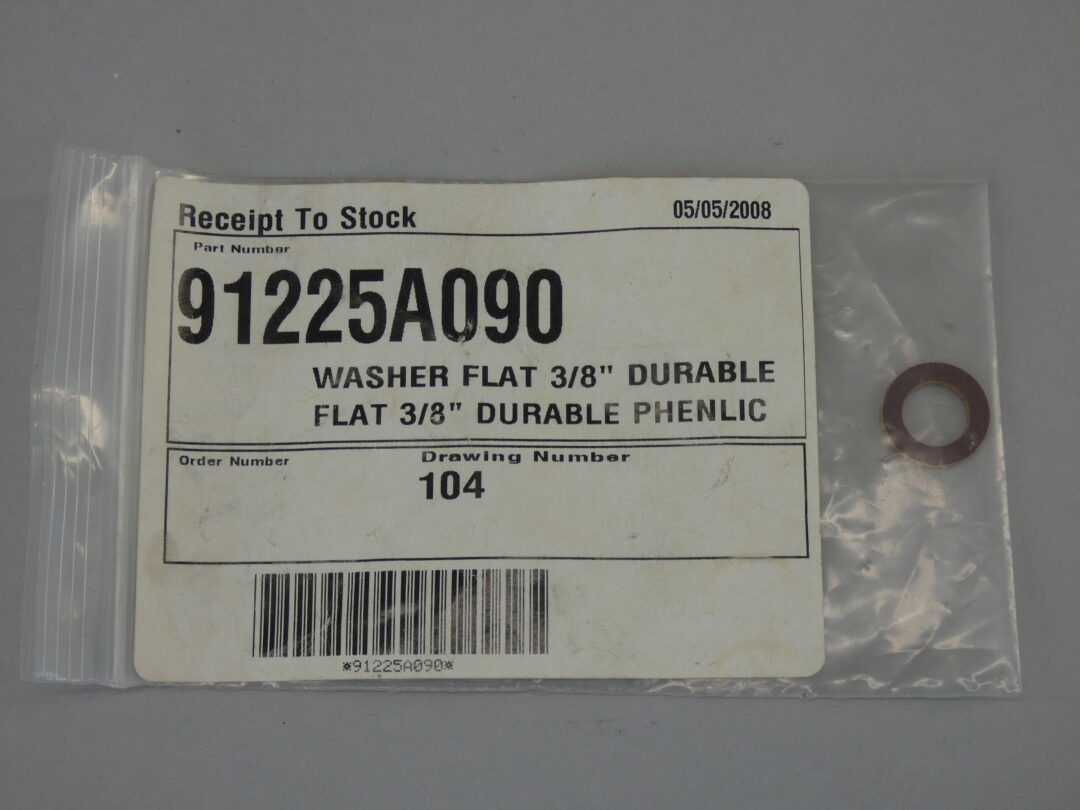 Receipt To Stock 05/05/2008
Part Number
91225A090
WASHER FLAT 3/8" DURABLE
FLAT 3/8" DURABLE PHENLIC
Order Number Drawing Number
104
*91225A090*